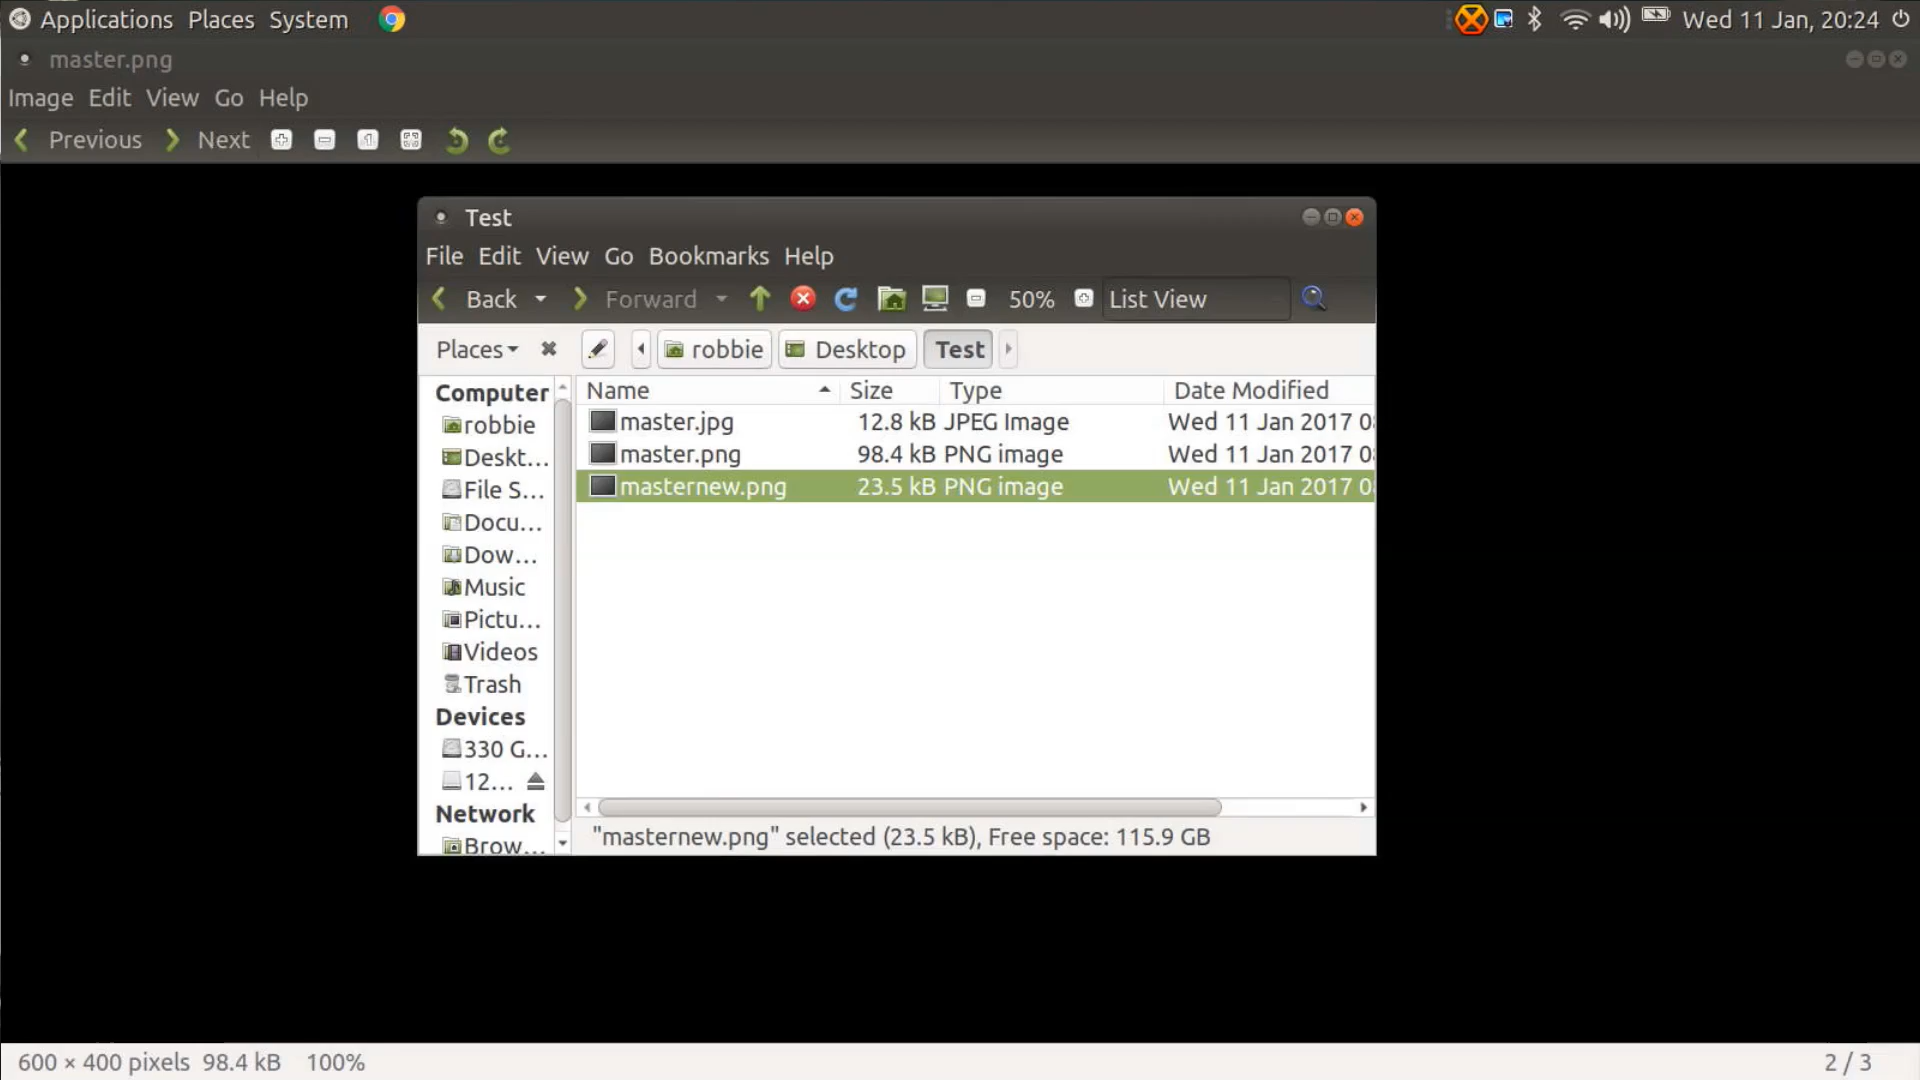 Applications Places System Wed 11 Jan, 20:24
master.png
Image Edit View Go Help
Previous Next
Test
File Edit View Go Bookmarks Help
Back Forward 50% List View
Places robbie Desktop Test
Computer
robbie
Deskt...
File S...
Docu...
Dow...
Music
Pictu...
Videos
Trash
Devices
330 G...
12...
Network
Brow...
Name Size Type Date Modified
master.jpg 12.8 kB JPEG Image Wed 11 Jan 2017
master.png 98.4 kB PNG image Wed 11 Jan 2017
masternew.png 23.5 kB PNG image Wed 11 Jan 2017
"masternew.png" selected (23.5 kB), Free space: 115.9 GB
600 × 400 pixels 98.4 kB 100% 2 / 3